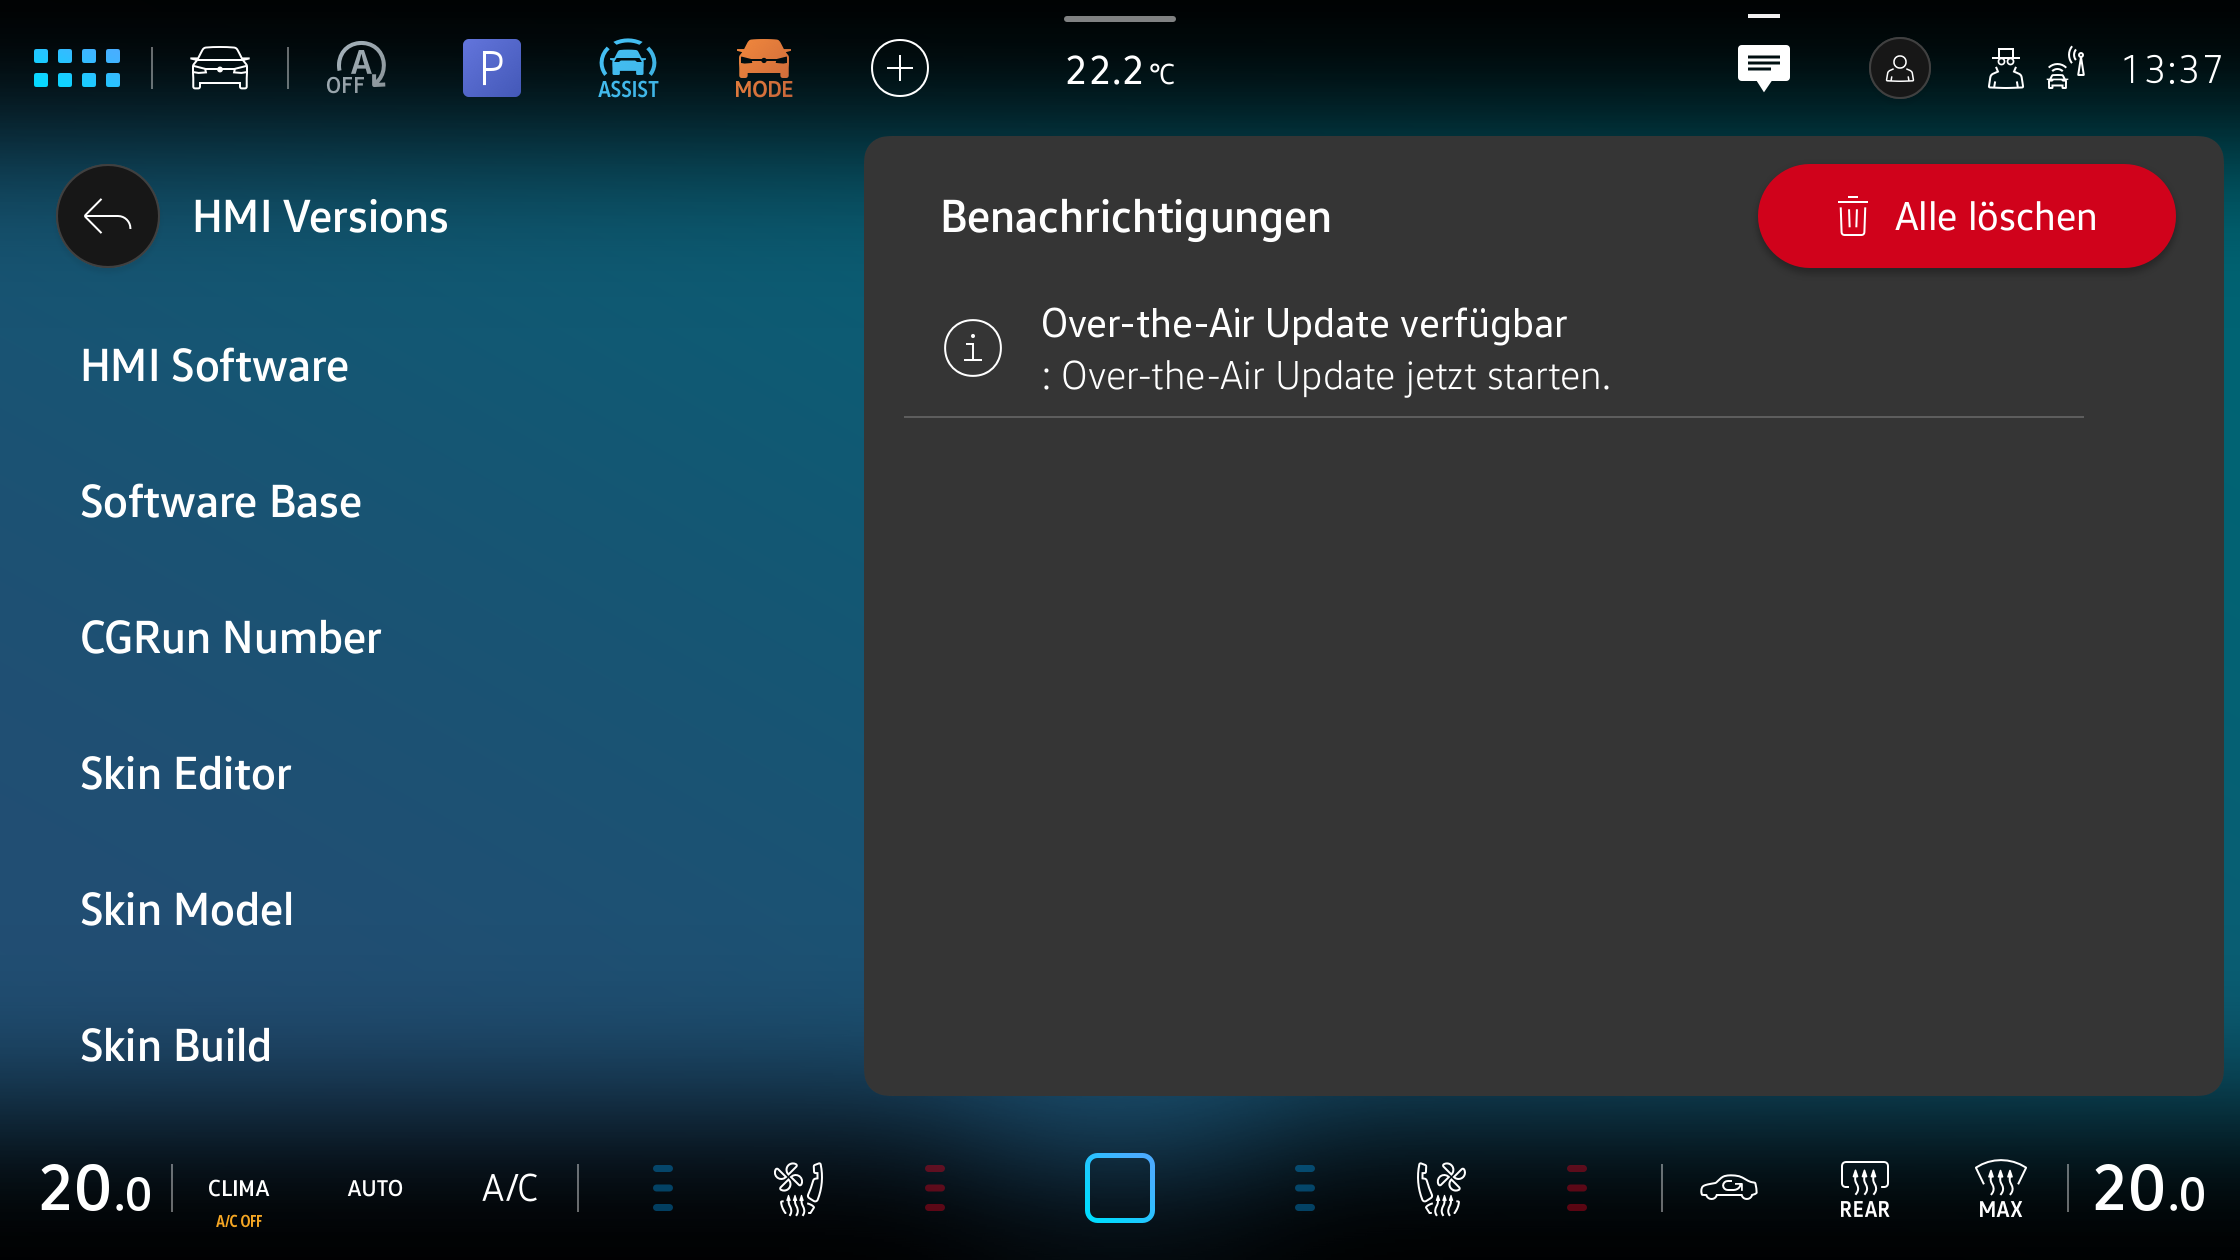 A
OFF
P
ASSIST
MODE
22.2 °C
13:37
HMI Versions
HMI Software
Software Base
CGRun Number
Skin Editor
Skin Model
Skin Build
Benachrichtigungen
Alle löschen
Over-the-Air Update verfügbar
: Over-the-Air Update jetzt starten.
20.0
CLIMA
A/C OFF
AUTO
A/C
REAR
MAX
20.0